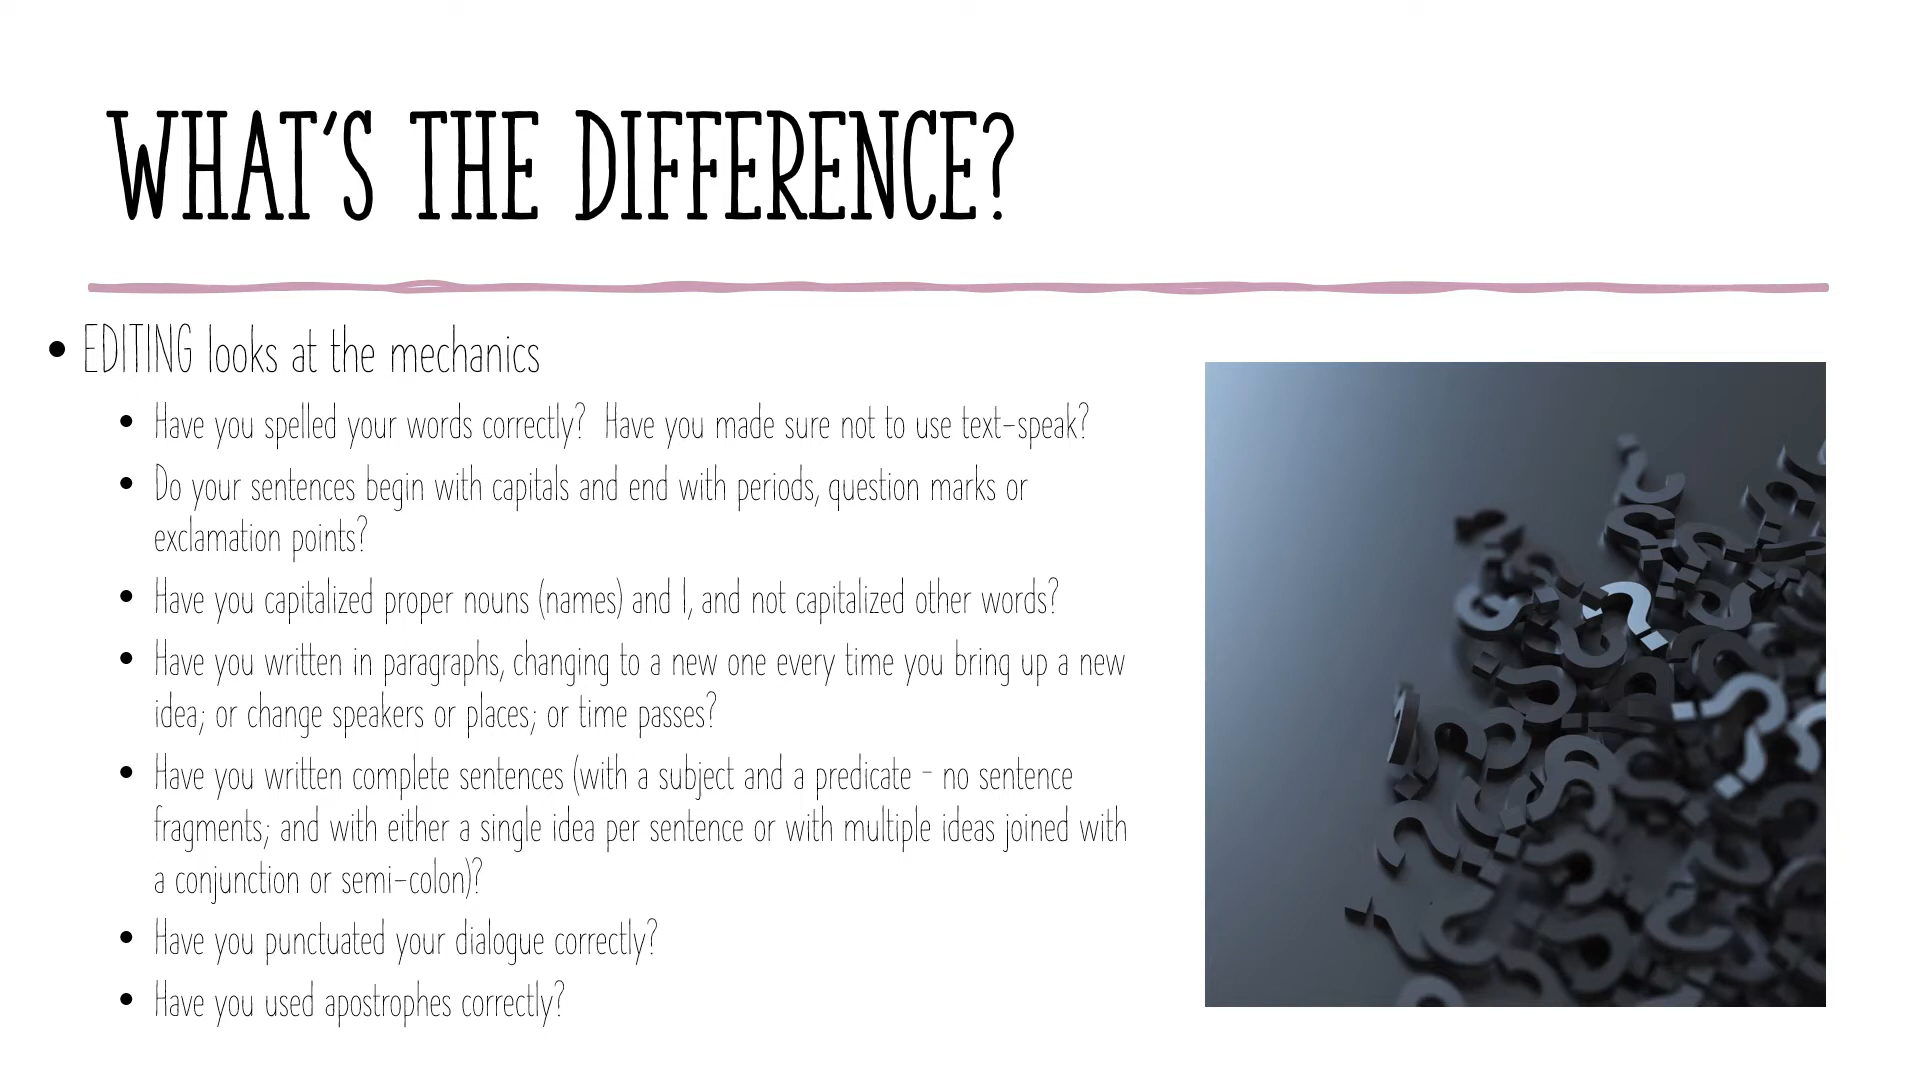 WHAT'S THE DIFFERENCE?
• EDITING looks at the mechanics
• Have you spelled your words correctly?  Have you made sure not to use text-speak?
• Do your sentences begin with capitals and end with periods, question marks or
exclamation points?
• Have you capitalized proper nouns (names) and I, and not capitalized other words?
• Have you written in paragraphs, changing to a new one every time you bring up a new
idea; or change speakers or places; or time passes?
• Have you written complete sentences (with a subject and a predicate – no sentence
fragments; and with either a single idea per sentence or with multiple ideas joined with
a conjunction or semi-colon)?
• Have you punctuated your dialogue correctly?
• Have you used apostrophes correctly?